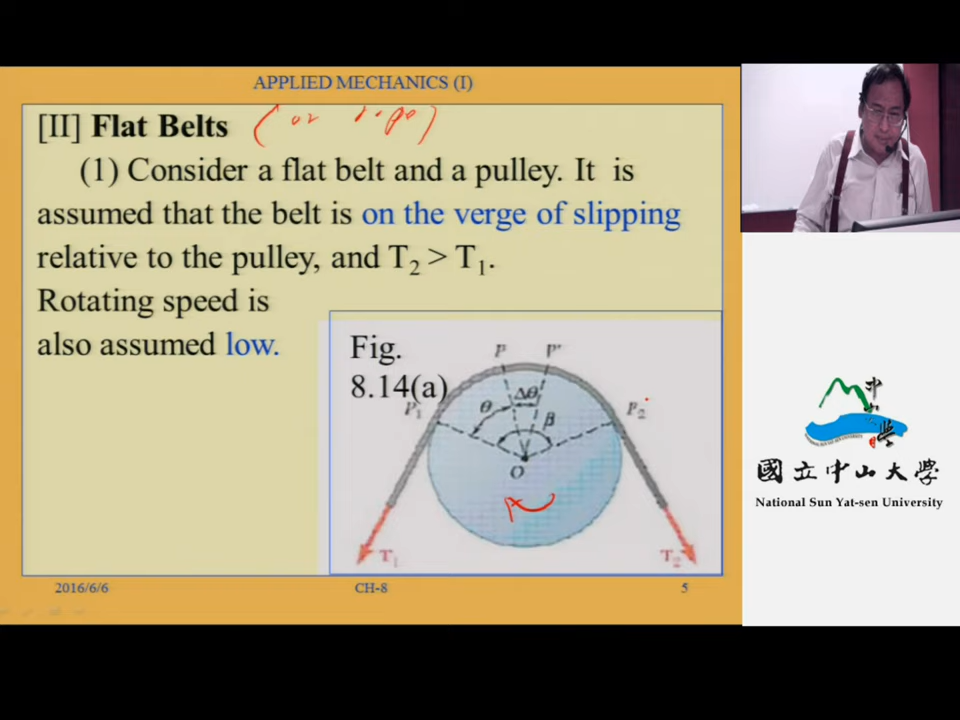 APPLIED MECHANICS (I)
[II] Flat Belts (or rope)
(1) Consider a flat belt and a pulley. It is
assumed that the belt is on the verge of slipping
relative to the pulley, and T₂ > T₁.
Rotating speed is
also assumed low.
Fig.
8.14(a)
P P'
Δθ
θ
β
P₁ P₂
O
T₁ T₂
2016/6/6 CH-8 5
國立中山大學
National Sun Yat-sen University